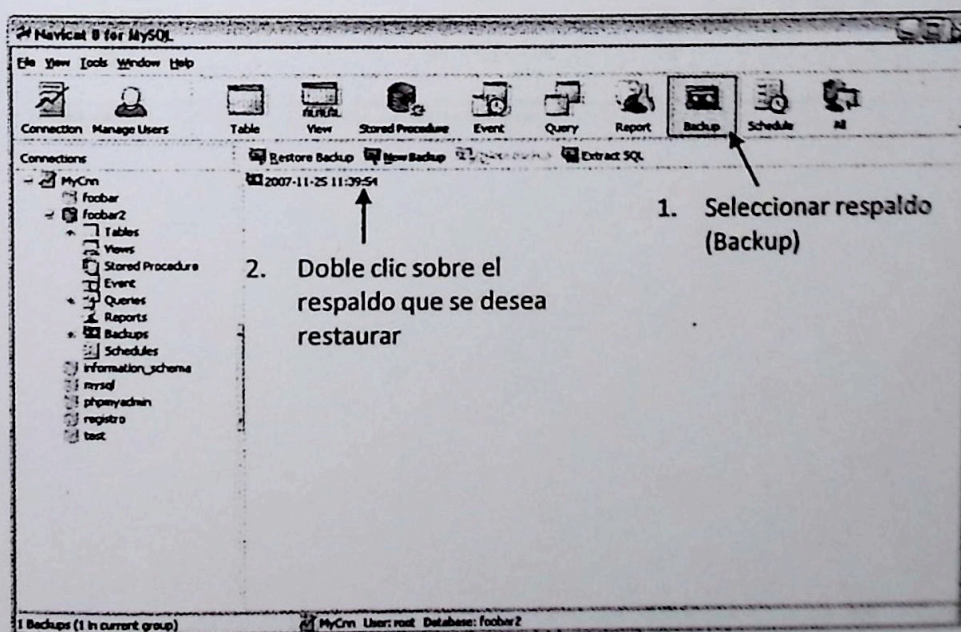 Navicat 8 for MySQL
File View Tools Window Help
Connection Manage Users Table View Stored Procedure Event Query Report Backup Schedule All
Connections
Restore Backup New Backup Extract SQL
MyCnn
foobar
foobar2
Tables
Views
Stored Procedure
Event
Queries
Reports
Backups
Schedules
information_schema
mysql
phpmyadmin
registro
test
2007-11-25 11:39:54
1. Seleccionar respaldo
(Backup)
2. Doble clic sobre el
respaldo que se desea
restaurar
1 Backups (1 in current group) MyCnn User: root Database: foobar2